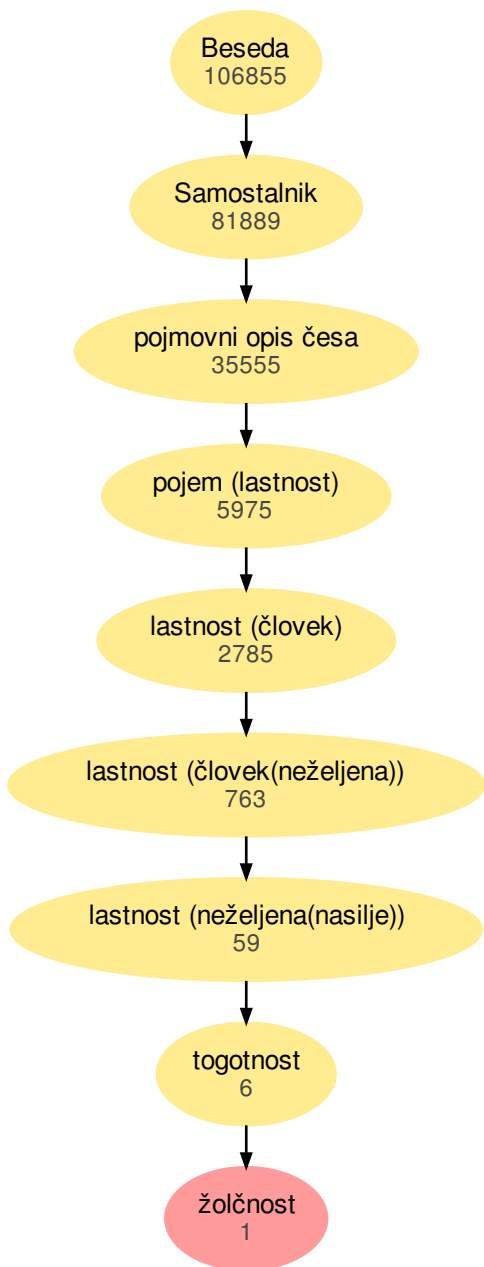 Beseda
106855
Samostalnik
81889
pojmovni opis česa
35555
pojem (lastnost)
5975
lastnost (človek)
2785
lastnost (človek(neželjena))
763
lastnost (neželjena(nasilje))
59
togotnost
6
žolčnost
1